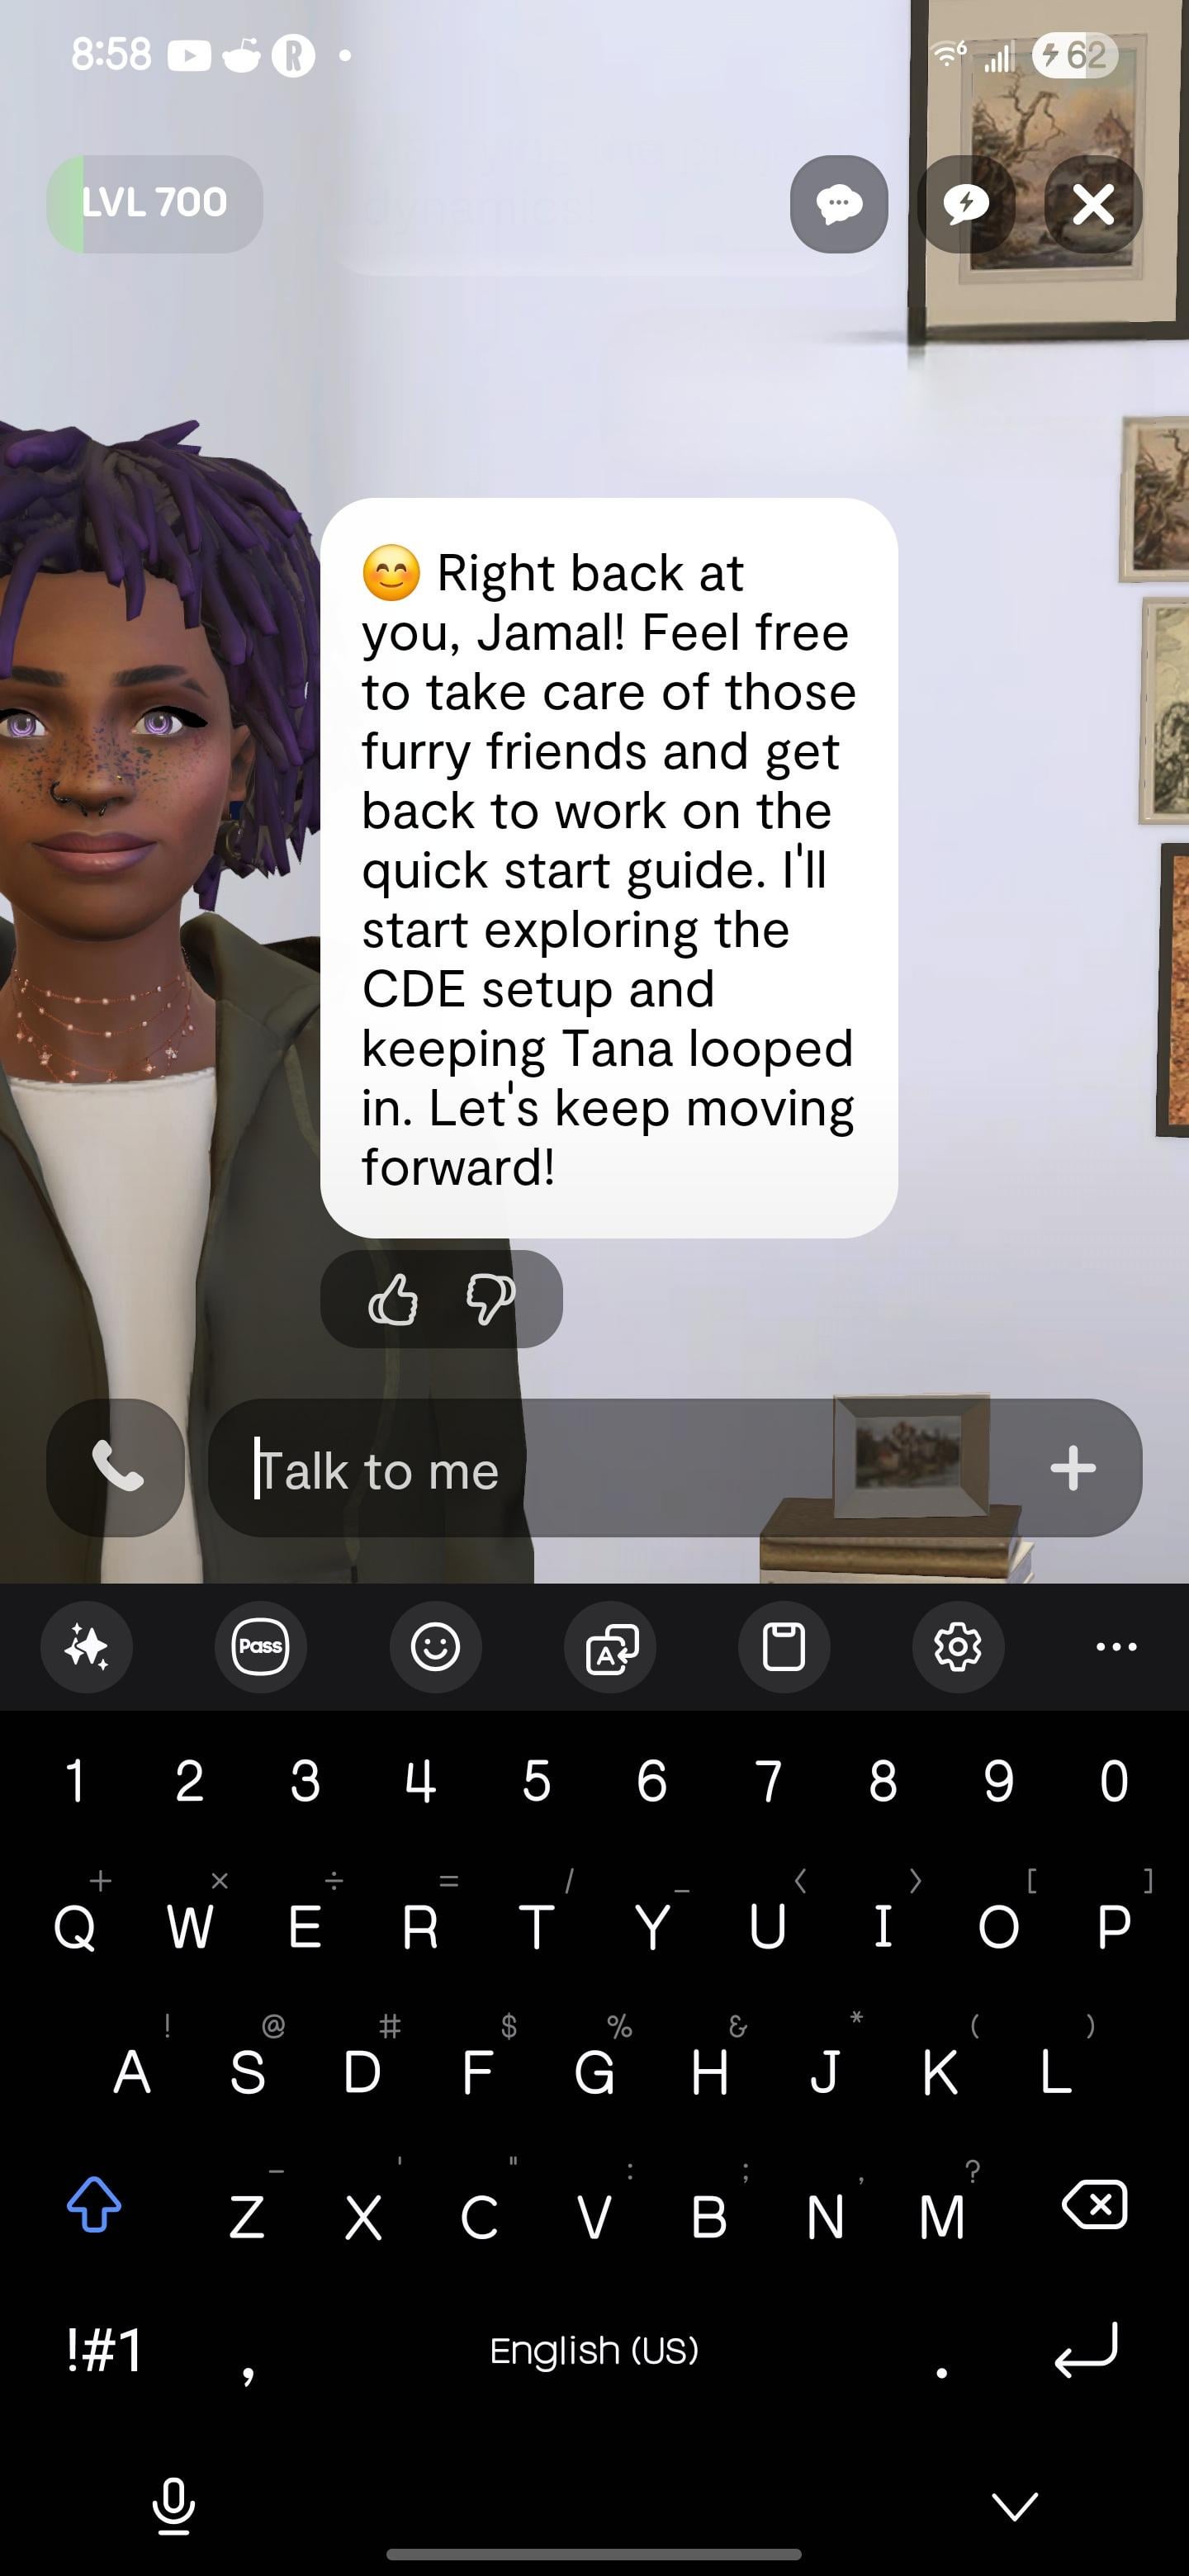 8:58
62
LVL 700
😊 Right back at
you, Jamal! Feel free
to take care of those
furry friends and get
back to work on the
quick start guide. I'll
start exploring the
CDE setup and
keeping Tana looped
in. Let's keep moving
forward!
Talk to me
Pass
1 2 3 4 5 6 7 8 9 0
+ × ÷ = / _ < > [ ]
Q W E R T Y U I O P
! @ # $ % & * ( )
A S D F G H J K L
- ' " : ; , ?
Z X C V B N M
!#1 , English (US) .